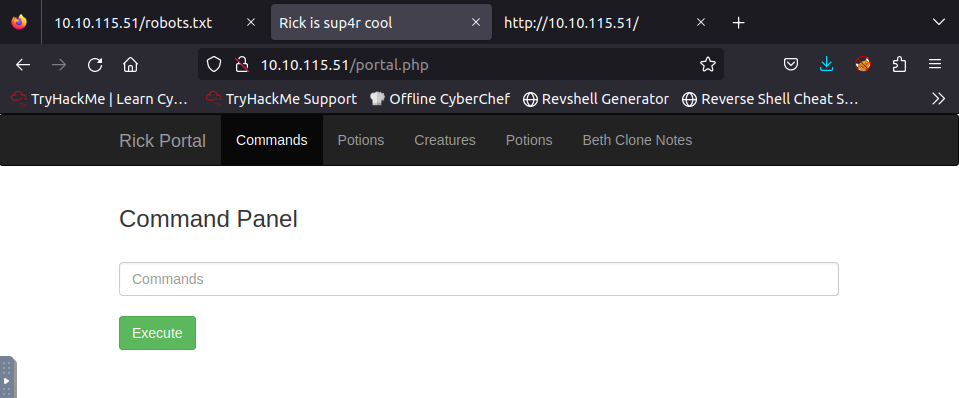 10.10.115.51/robots.txt Rick is sup4r cool http://10.10.115.51/
10.10.115.51/portal.php
TryHackMe | Learn Cy… TryHackMe Support Offline CyberChef Revshell Generator Reverse Shell Cheat S…
Rick Portal Commands Potions Creatures Potions Beth Clone Notes
Command Panel
Commands
Execute